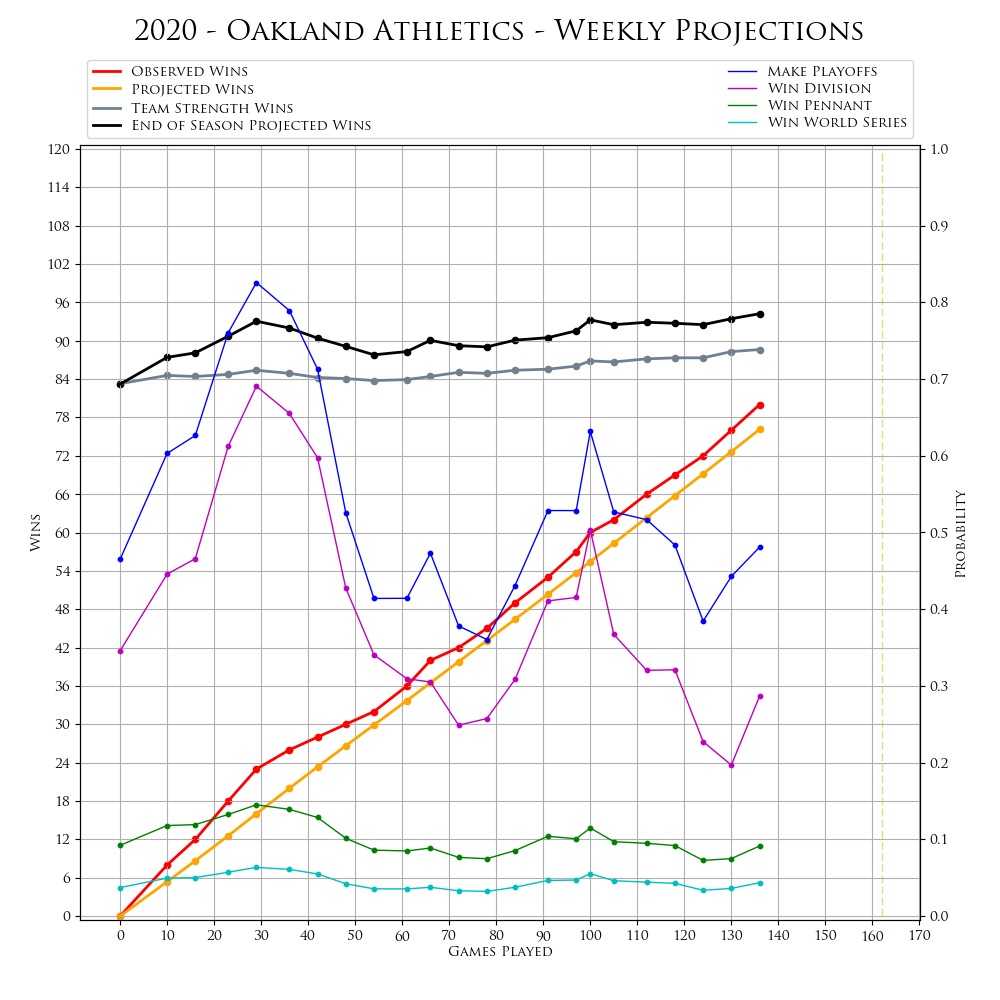 2020 - Oakland Athletics - Weekly Projections
Observed Wins
Projected Wins
Team Strength Wins
End of Season Projected Wins
Make Playoffs
Win Division
Win Pennant
Win World Series
120
114
108
102
96
90
84
78
72
66
60
54
48
42
36
30
24
18
12
6
0
Wins
1.0
0.9
0.8
0.7
0.6
0.5
0.4
0.3
0.2
0.1
0.0
Probability
0 10 20 30 40 50 60 70 80 90 100 110 120 130 140 150 160 170
Games Played